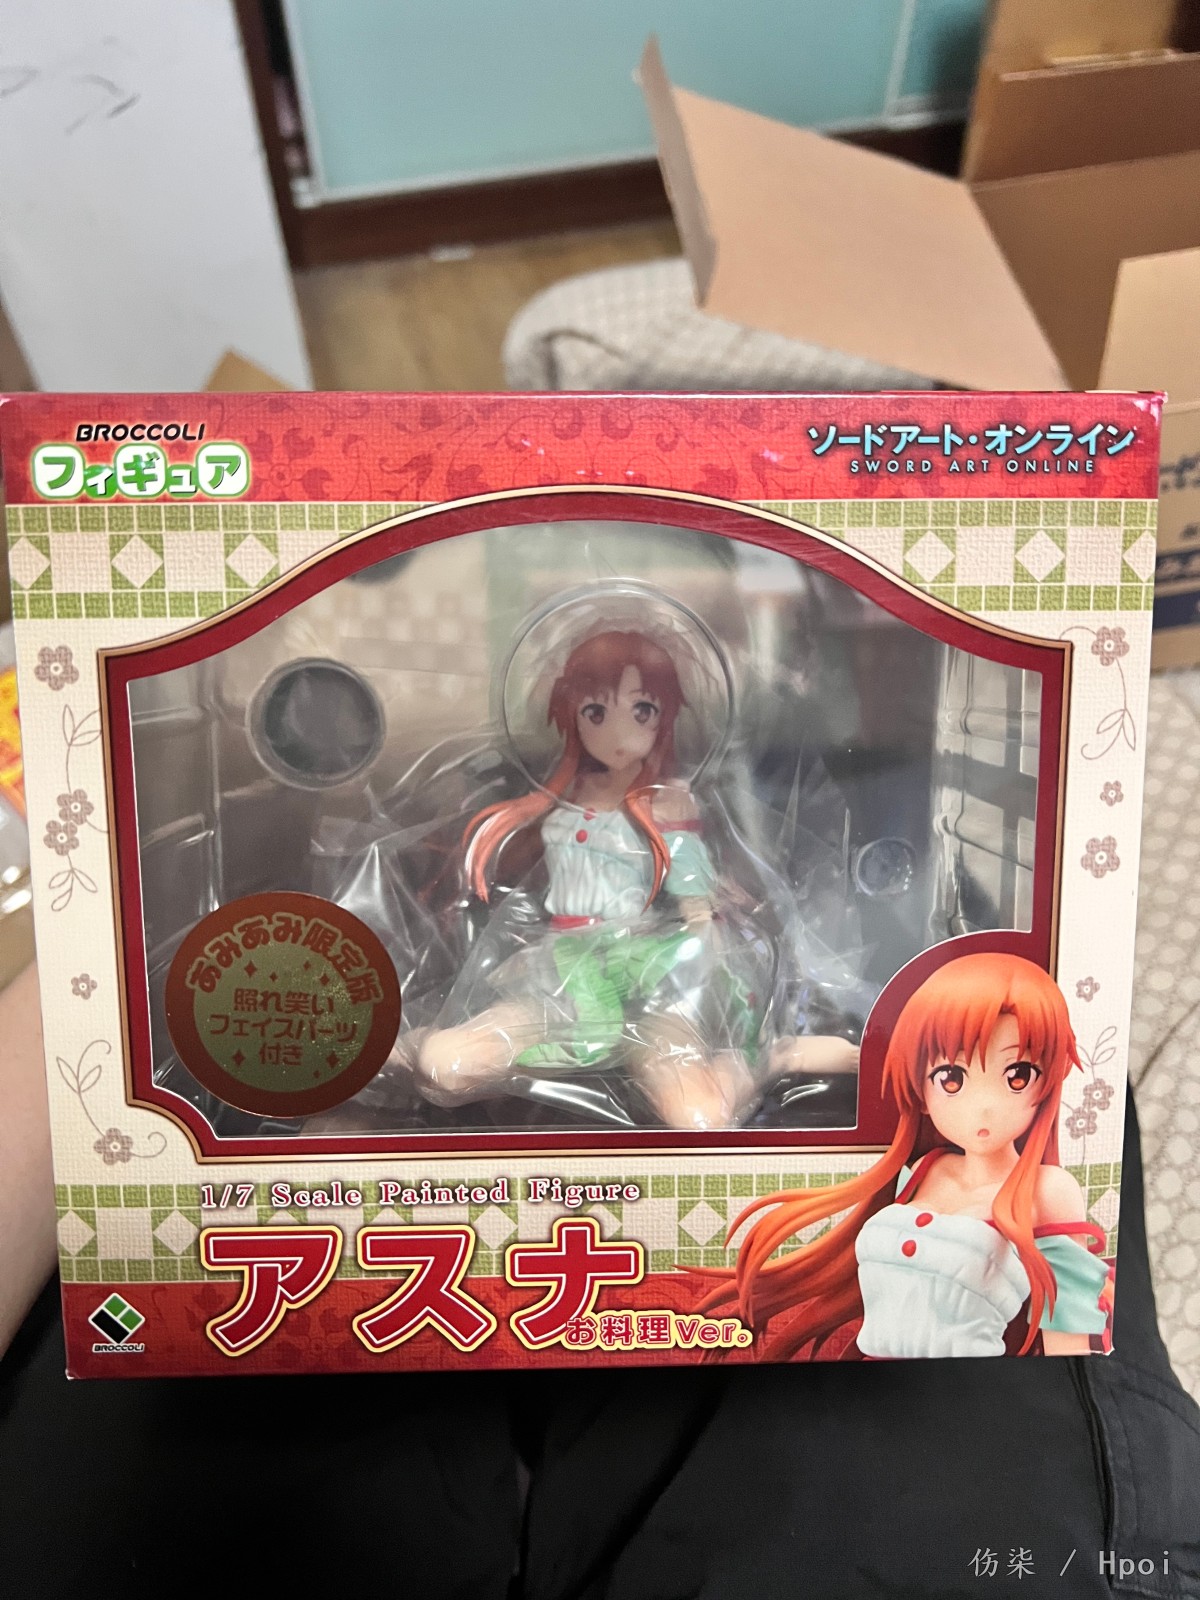 BROCCOLI
フィギュア
ソードアート・オンライン
SWORD ART ONLINE
あみあみ限定版
照れ笑い
フェイスパーツ
付き
1/7 Scale Painted Figure
アスナ
お料理Ver.
BROCCOLI
伤柒 / Hpoi